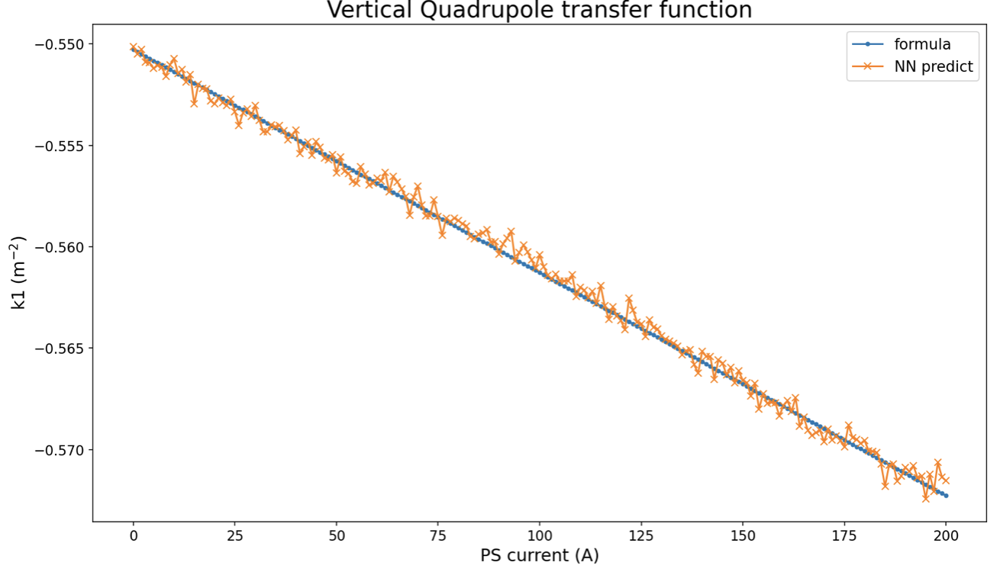 Vertical Quadrupole transfer function
formula
NN predict
−0.550
−0.555
−0.560
−0.565
−0.570
k1 (m⁻²)
0 25 50 75 100 125 150 175 200
PS current (A)